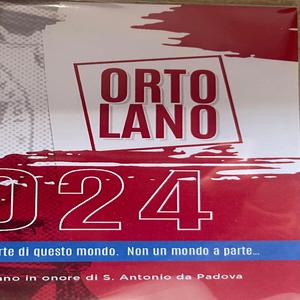 ORTO
LANO
024
rte di questo mondo. Non un mondo a parte...
ano in onore di S. Antonio da Padova